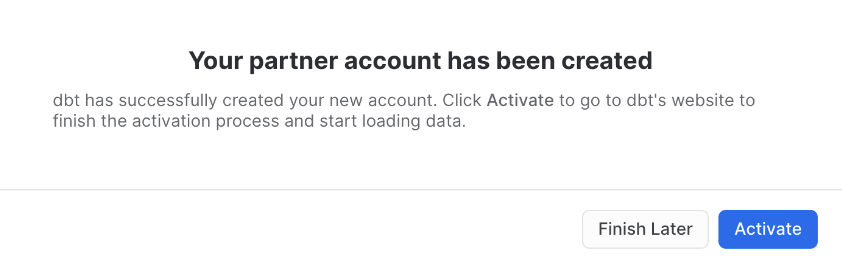 Your partner account has been created
dbt has successfully created your new account. Click Activate to go to dbt's website to
finish the activation process and start loading data.
Finish Later
Activate